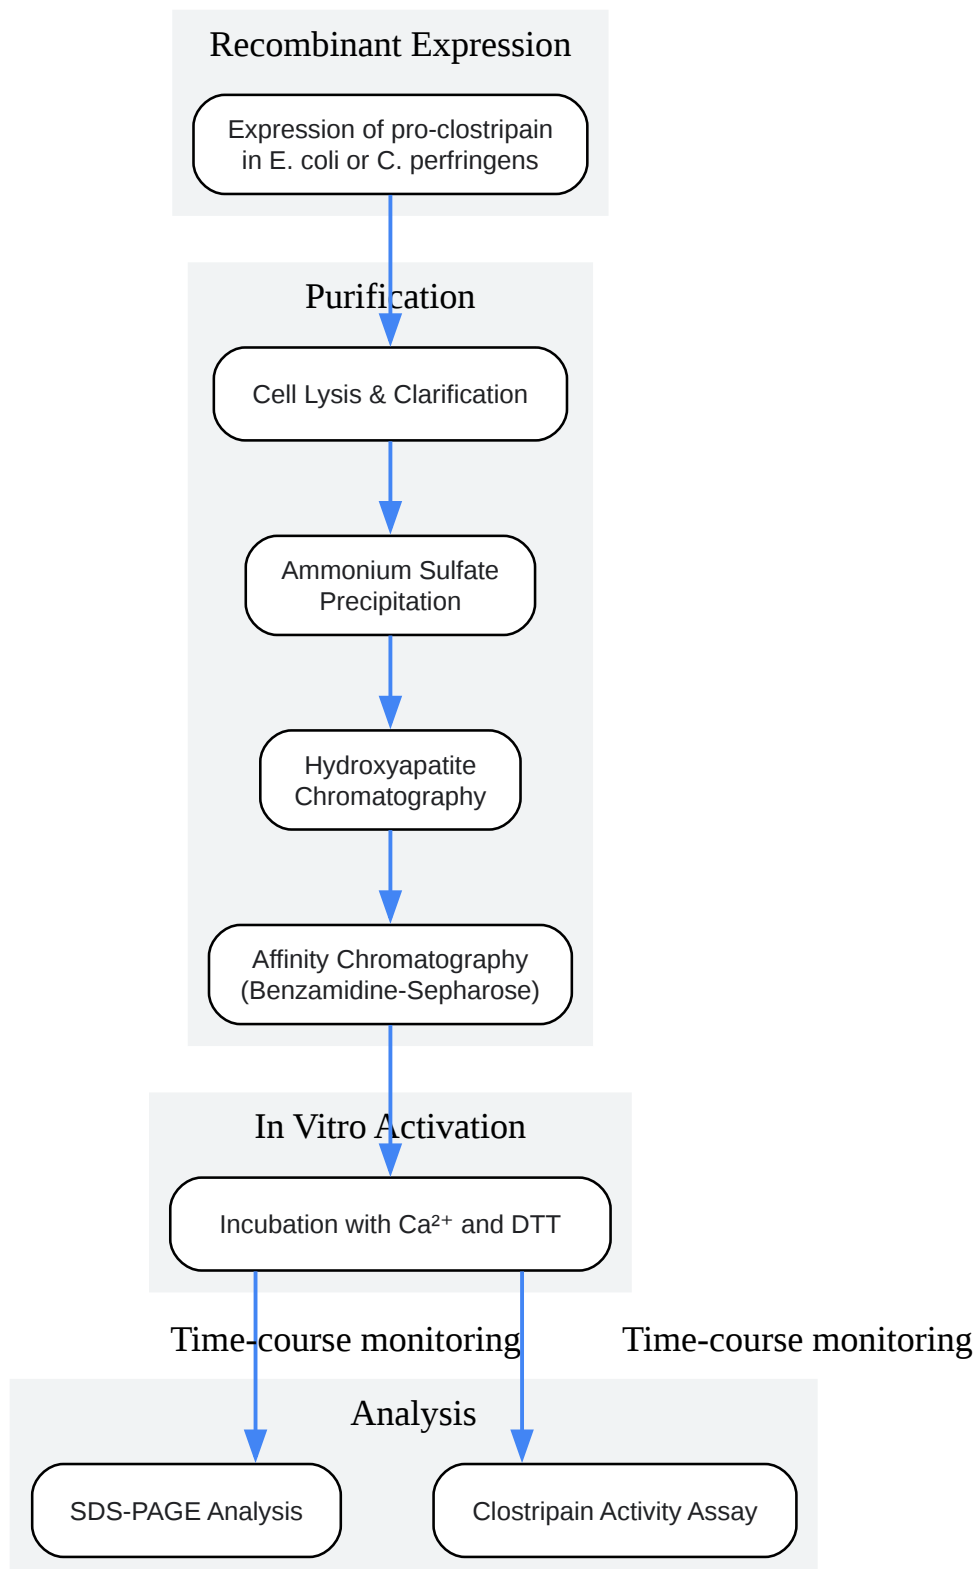 Recombinant Expression
Expression of pro-clostripain
in E. coli or C. perfringens
Purification
Cell Lysis & Clarification
Ammonium Sulfate
Precipitation
Hydroxyapatite
Chromatography
Affinity Chromatography
(Benzamidine-Sepharose)
In Vitro Activation
Incubation with Ca²⁺ and DTT
Time-course monitoring
Time-course monitoring
Analysis
SDS-PAGE Analysis
Clostripain Activity Assay